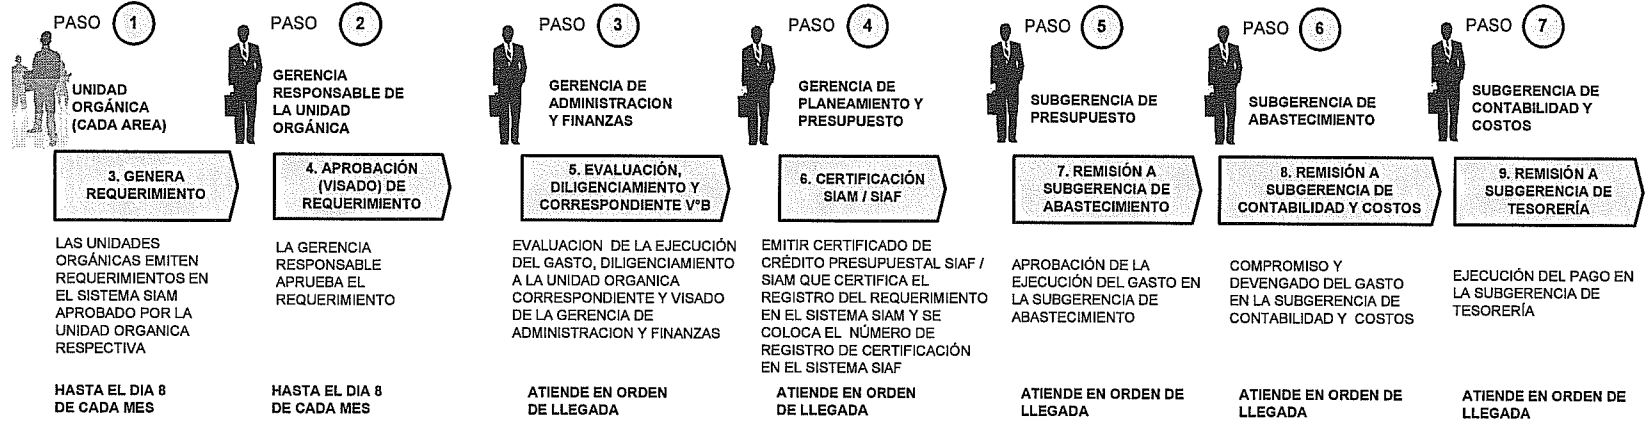 PASO 1
UNIDAD
ORGÁNICA
(CADA AREA)
3. GENERA
REQUERIMIENTO
LAS UNIDADES
ORGÁNICAS EMITEN
REQUERIMIENTOS EN
EL SISTEMA SIAM
APROBADO POR LA
UNIDAD ORGANICA
RESPECTIVA
HASTA EL DIA 8
DE CADA MES
PASO 2
GERENCIA
RESPONSABLE DE
LA UNIDAD
ORGÁNICA
4. APROBACIÓN
(VISADO) DE
REQUERIMIENTO
LA GERENCIA
RESPONSABLE
APRUEBA EL
REQUERIMIENTO
HASTA EL DIA 8
DE CADA MES
PASO 3
GERENCIA DE
ADMINISTRACION
Y FINANZAS
5. EVALUACIÓN,
DILIGENCIAMIENTO Y
CORRESPONDIENTE V°B
EVALUACION DE LA EJECUCIÓN
DEL GASTO, DILIGENCIAMIENTO
A LA UNIDAD ORGANICA
CORRESPONDIENTE Y VISADO
DE LA GERENCIA DE
ADMINISTRACION Y FINANZAS
ATIENDE EN ORDEN
DE LLEGADA
PASO 4
GERENCIA DE
PLANEAMIENTO Y
PRESUPUESTO
6. CERTIFICACIÓN
SIAM / SIAF
EMITIR CERTIFICADO DE
CRÉDITO PRESUPUESTAL SIAF /
SIAM QUE CERTIFICA EL
REGISTRO DEL REQUERIMIENTO
EN EL SISTEMA SIAM Y SE
COLOCA EL NÚMERO DE
REGISTRO DE CERTIFICACIÓN
EN EL SISTEMA SIAF
ATIENDE EN ORDEN
DE LLEGADA
PASO 5
SUBGERENCIA DE
PRESUPUESTO
7. REMISIÓN A
SUBGERENCIA DE
ABASTECIMIENTO
APROBACIÓN DE LA
EJECUCIÓN DEL GASTO EN
LA SUBGERENCIA DE
ABASTECIMIENTO
ATIENDE EN ORDEN DE
LLEGADA
PASO 6
SUBGERENCIA DE
ABASTECIMIENTO
8. REMISIÓN A
SUBGERENCIA DE
CONTABILIDAD Y COSTOS
COMPROMISO Y
DEVENGADO DEL GASTO
EN LA SUBGERENCIA DE
CONTABILIDAD Y COSTOS
ATIENDE EN ORDEN DE
LLEGADA
PASO 7
SUBGERENCIA DE
CONTABILIDAD Y
COSTOS
9. REMISIÓN A
SUBGERENCIA DE
TESORERÍA
EJECUCIÓN DEL PAGO EN
LA SUBGERENCIA DE
TESORERÍA
ATIENDE EN ORDEN DE
LLEGADA